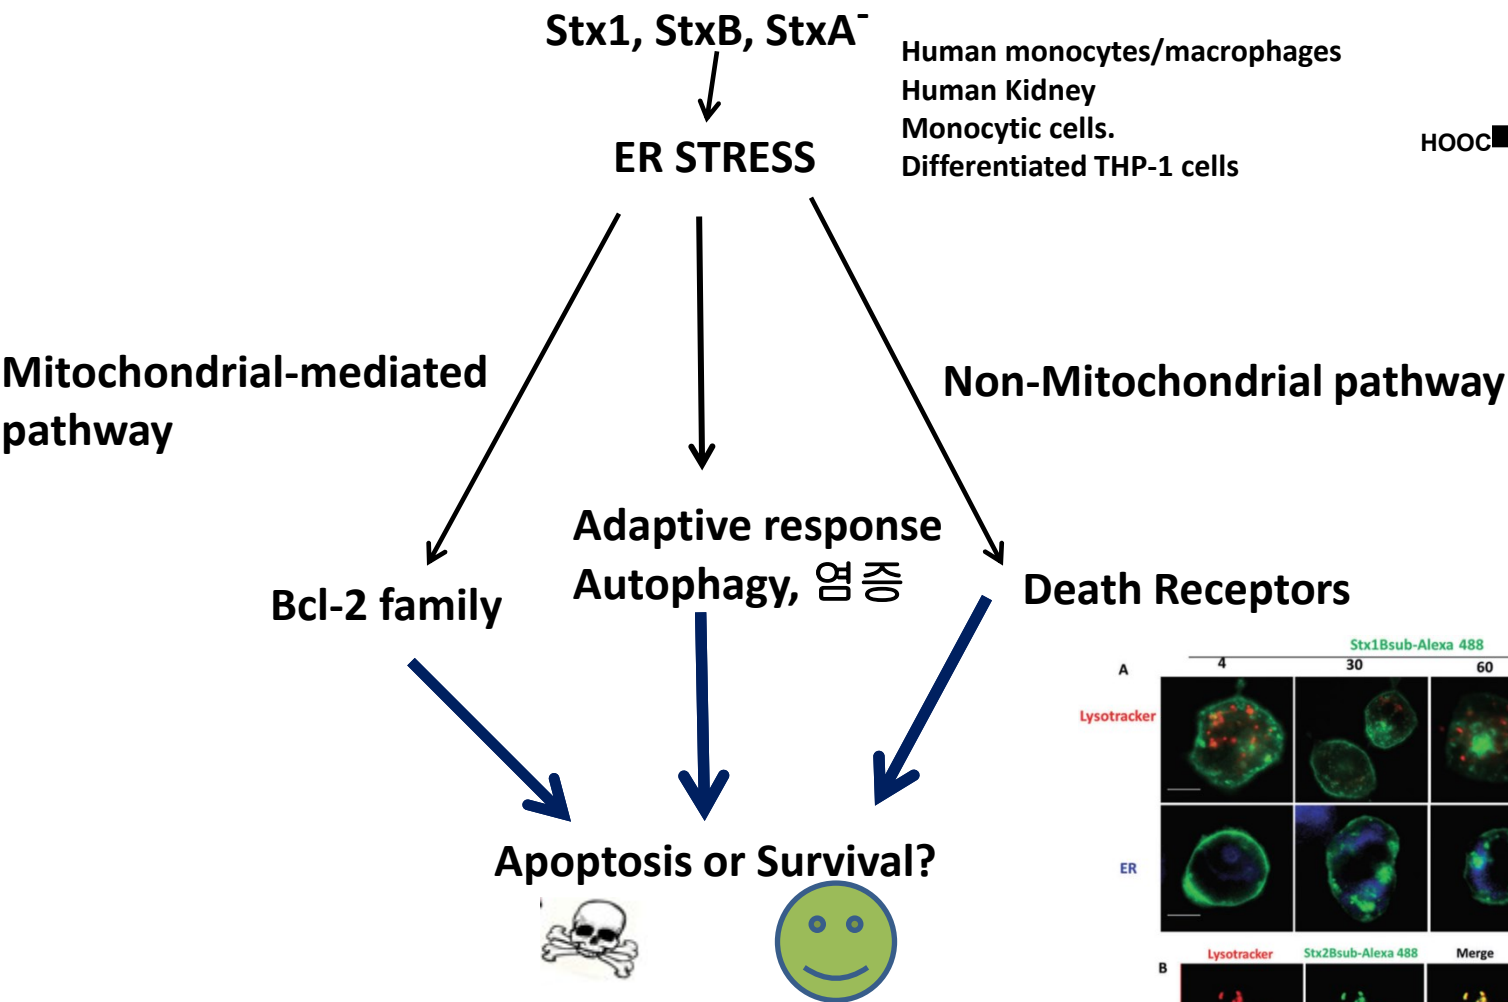 Stx1, StxB, StxA⁻
Human monocytes/macrophages
Human Kidney
Monocytic cells.
Differentiated THP-1 cells
HOOC
ER STRESS
Mitochondrial-mediated
pathway
Non-Mitochondrial pathway
Adaptive response
Autophagy, 염증
Bcl-2 family
Death Receptors
Stx1Bsub-Alexa 488
A
4 30 60
Lysotracker
ER
Apoptosis or Survival?
B
Lysotracker Stx2Bsub-Alexa 488 Merge